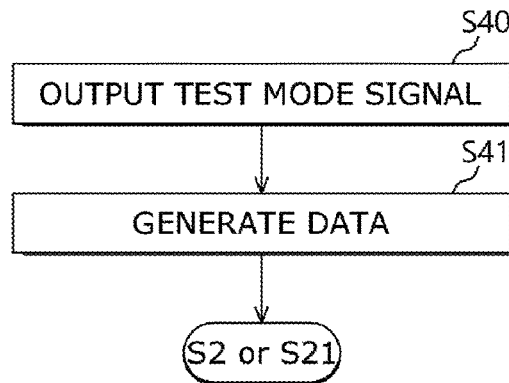 S40
OUTPUT TEST MODE SIGNAL
S41
GENERATE DATA
S2 or S21